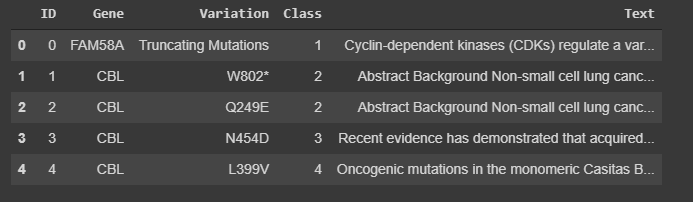 ID Gene Variation Class Text
0 0 FAM58A Truncating Mutations 1 Cyclin-dependent kinases (CDKs) regulate a var...
1 1 CBL W802* 2 Abstract Background Non-small cell lung canc...
2 2 CBL Q249E 2 Abstract Background Non-small cell lung canc...
3 3 CBL N454D 3 Recent evidence has demonstrated that acquired...
4 4 CBL L399V 4 Oncogenic mutations in the monomeric Casitas B...